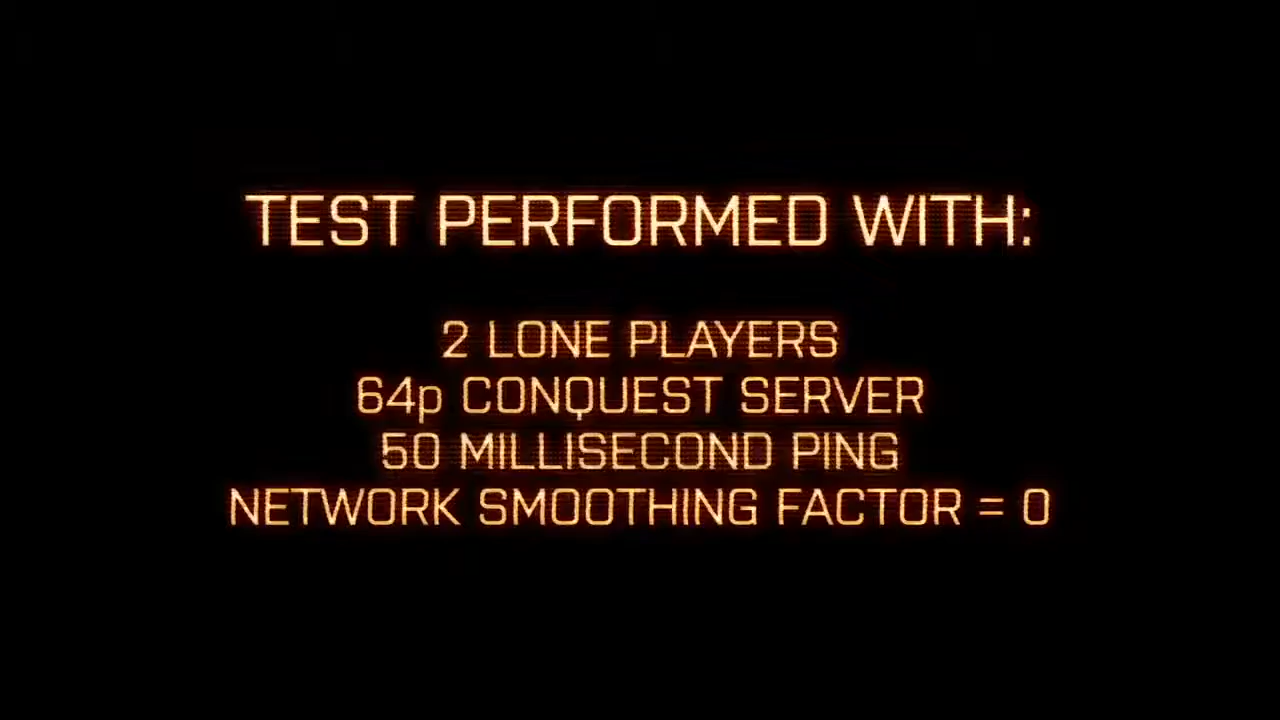 TEST PERFORMED WITH:
2 LONE PLAYERS
64p CONQUEST SERVER
50 MILLISECOND PING
NETWORK SMOOTHING FACTOR = 0